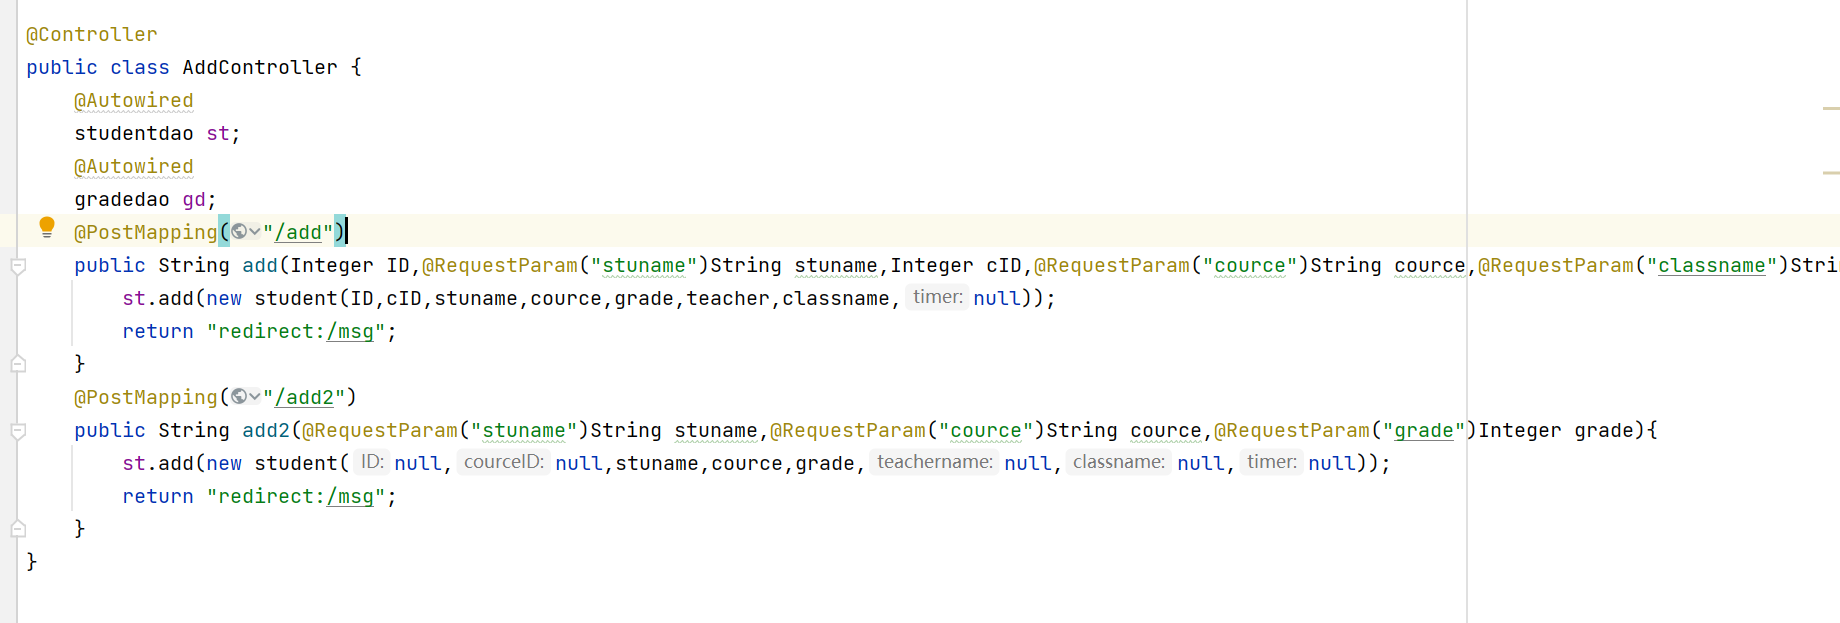 @Controller
public class AddController {
@Autowired
studentdao st;
@Autowired
gradedao gd;
@PostMapping("/add")
public String add(Integer ID,@RequestParam("stuname")String stuname,Integer cID,@RequestParam("cource")String cource,@RequestParam("classname")Stri
st.add(new student(ID,cID,stuname,cource,grade,teacher,classname, timer: null));
return "redirect:/msg";
}
@PostMapping("/add2")
public String add2(@RequestParam("stuname")String stuname,@RequestParam("cource")String cource,@RequestParam("grade")Integer grade){
st.add(new student( ID: null, courceID: null,stuname,cource,grade, teachername: null, classname: null, timer: null));
return "redirect:/msg";
}
}